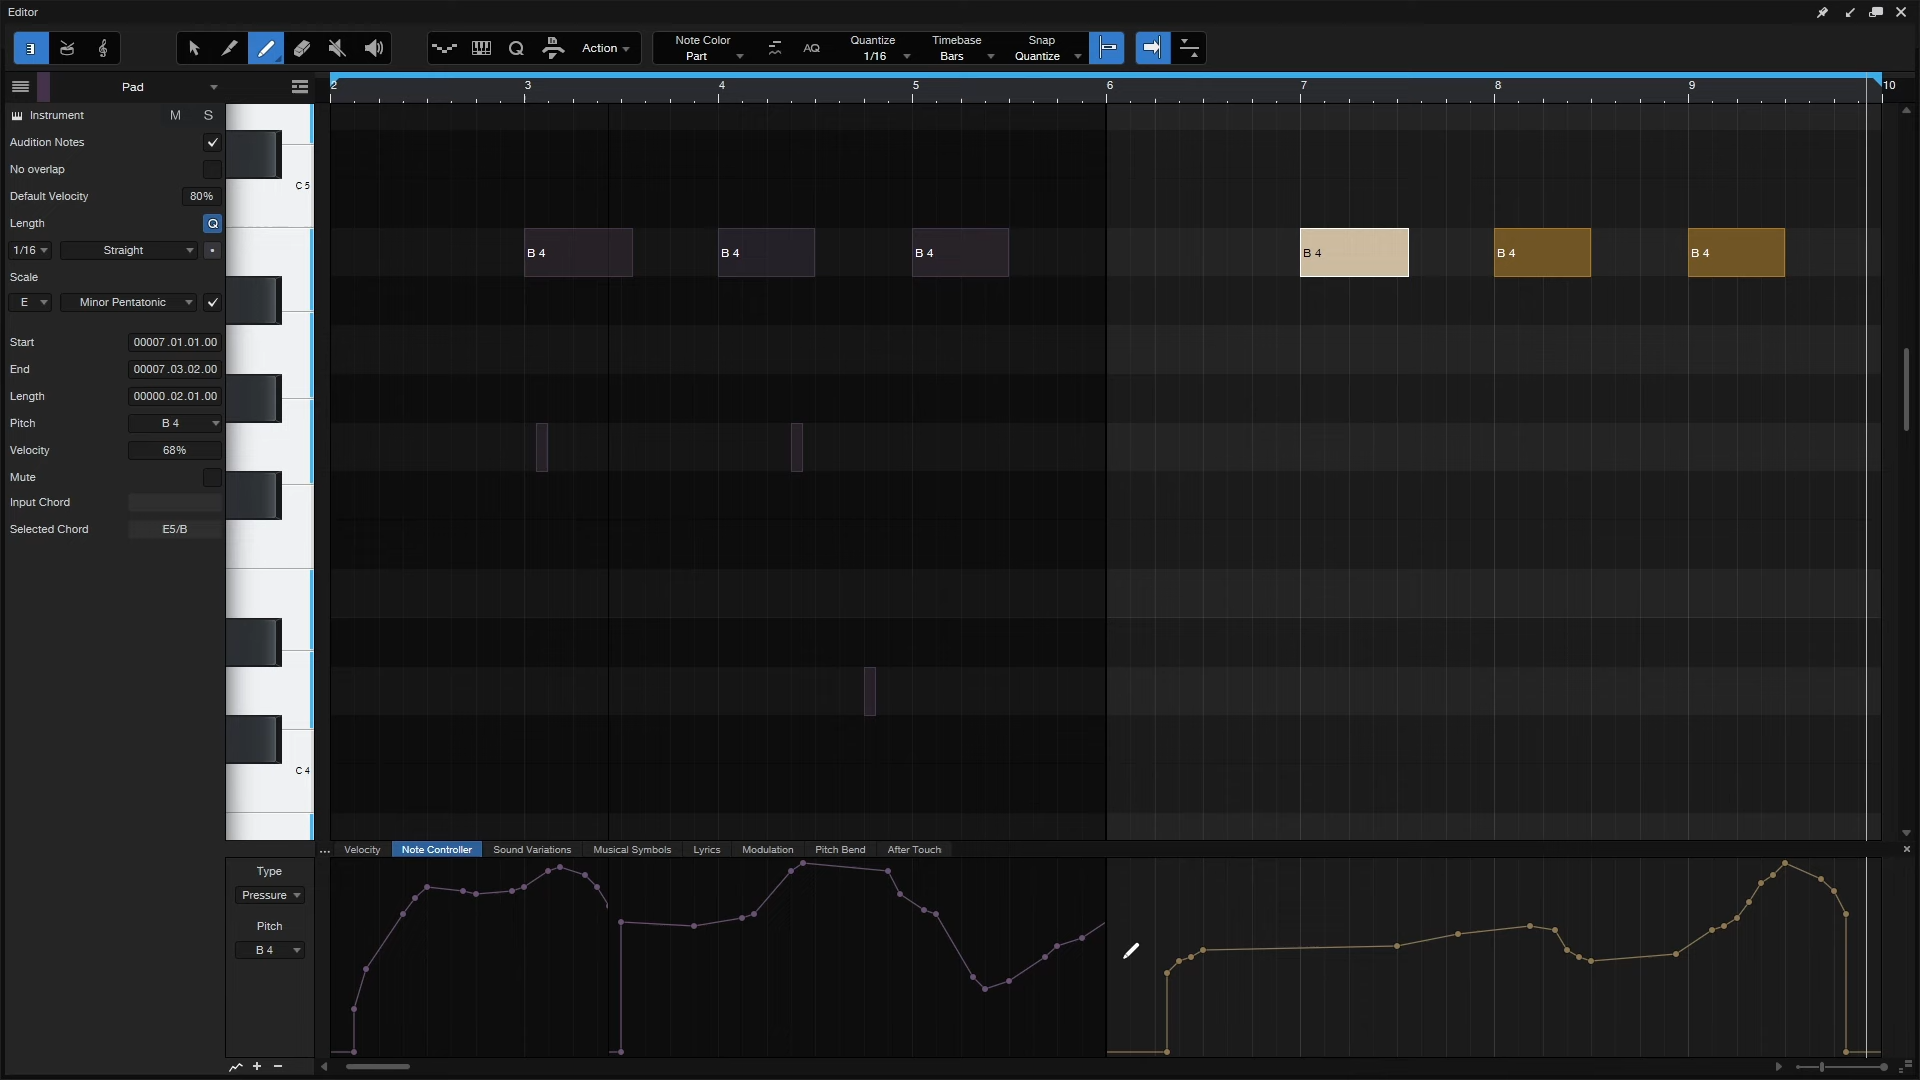 Editor
Action
Note Color
Part
AQ
Quantize
1/16
Timebase
Bars
Snap
Quantize
Pad
2 3 4 5 6 7 8 9 10
Instrument M S
Audition Notes
No overlap
Default Velocity 80%
Length Q
1/16 Straight
Scale
E Minor Pentatonic
Start 00007.01.01.00
End 00007.03.02.00
Length 00000.02.01.00
Pitch B 4
Velocity 68%
Mute
Input Chord
Selected Chord E5/B
C 5
C 4
B 4 B 4 B 4 B 4 B 4 B 4
... Velocity Note Controller Sound Variations Musical Symbols Lyrics Modulation Pitch Bend After Touch
Type
Pressure
Pitch
B 4